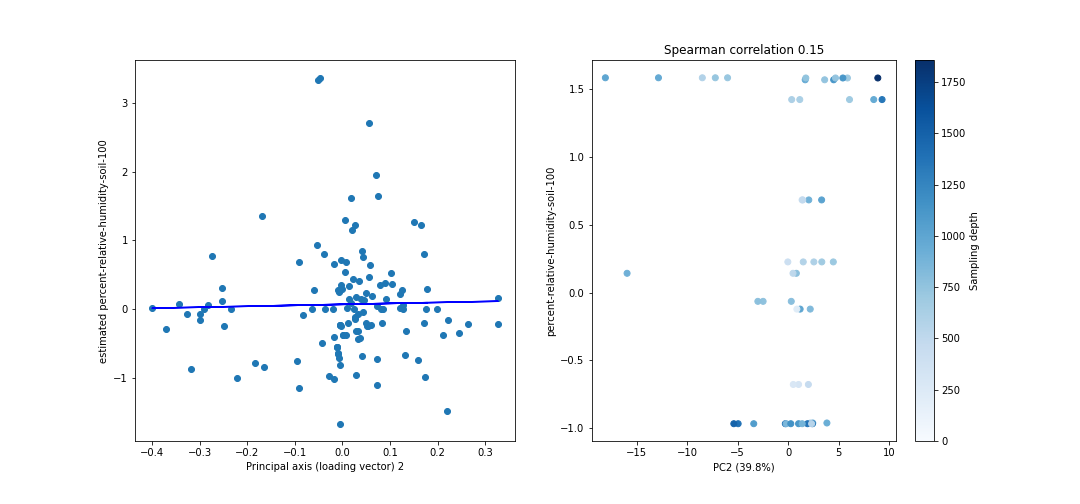 Spearman correlation 0.15
estimated percent-relative-humidity-soil-100
3
2
1
0
−1
−0.4 −0.3 −0.2 −0.1 0.0 0.1 0.2 0.3
Principal axis (loading vector) 2
percent-relative-humidity-soil-100
1.5
1.0
0.5
0.0
−0.5
−1.0
−15 −10 −5 0 5 10
PC2 (39.8%)
1750
1500
1250
1000
750
500
250
0
Sampling depth